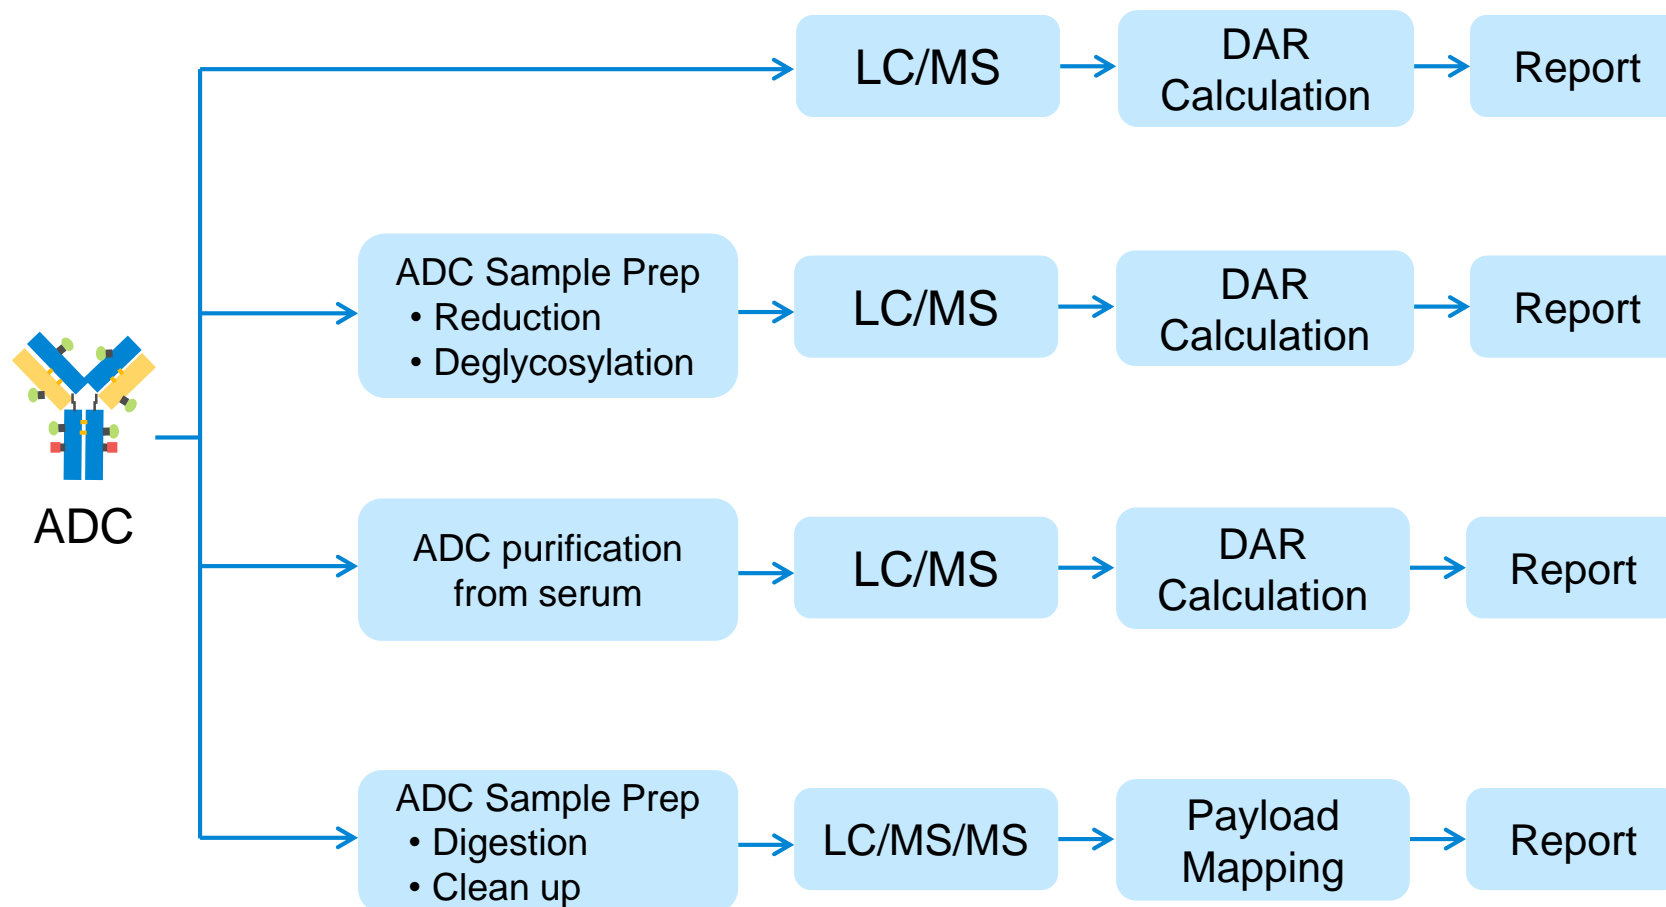 LC/MS
DAR
Calculation
Report
ADC Sample Prep
• Reduction
• Deglycosylation
LC/MS
DAR
Calculation
Report
ADC
ADC purification
from serum
LC/MS
DAR
Calculation
Report
ADC Sample Prep
• Digestion
• Clean up
LC/MS/MS
Payload
Mapping
Report